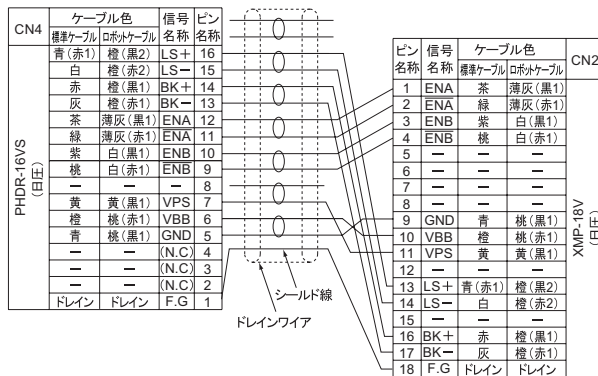 CN4 ケーブル色 信号名称 ピン名称
標準ケーブル ロボットケーブル
PHDR-16VS (日圧)
青(赤1) 橙(黒2) LS+ 16
白 橙(赤2) LS− 15
赤 橙(黒1) BK+ 14
灰 橙(赤1) BK− 13
茶 薄灰(黒1) ENA 12
緑 薄灰(赤1) E̅N̅A̅ 11
紫 白(黒1) ENB 10
桃 白(赤1) E̅N̅B̅ 9
− − − 8
黄 黄(黒1) VPS 7
橙 桃(赤1) VBB 6
青 桃(黒1) GND 5
− − (N.C) 4
− − (N.C) 3
− − (N.C) 2
ドレイン ドレイン F.G 1
シールド線
ドレインワイア
ピン名称 信号名称 ケーブル色 CN2
標準ケーブル ロボットケーブル
XMP-18V (日圧)
1 ENA 茶 薄灰(黒1)
2 E̅N̅A̅ 緑 薄灰(赤1)
3 ENB 紫 白(黒1)
4 E̅N̅B̅ 桃 白(赤1)
5 − − −
6 − − −
7 − − −
8 − − −
9 GND 青 桃(黒1)
10 VBB 橙 桃(赤1)
11 VPS 黄 黄(黒1)
12 − − −
13 LS+ 青(赤1) 橙(黒2)
14 LS− 白 橙(赤2)
15 − − −
16 BK+ 赤 橙(黒1)
17 BK− 灰 橙(赤1)
18 F.G ドレイン ドレイン